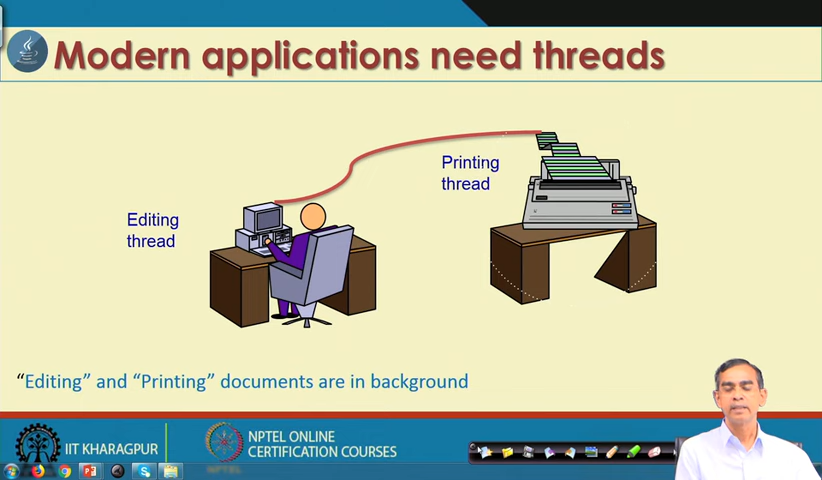 Modern applications need threads
Printing
thread
Editing
thread
“Editing” and “Printing” documents are in background
IIT KHARAGPUR
NPTEL ONLINE
CERTIFICATION COURSES
NPTEL